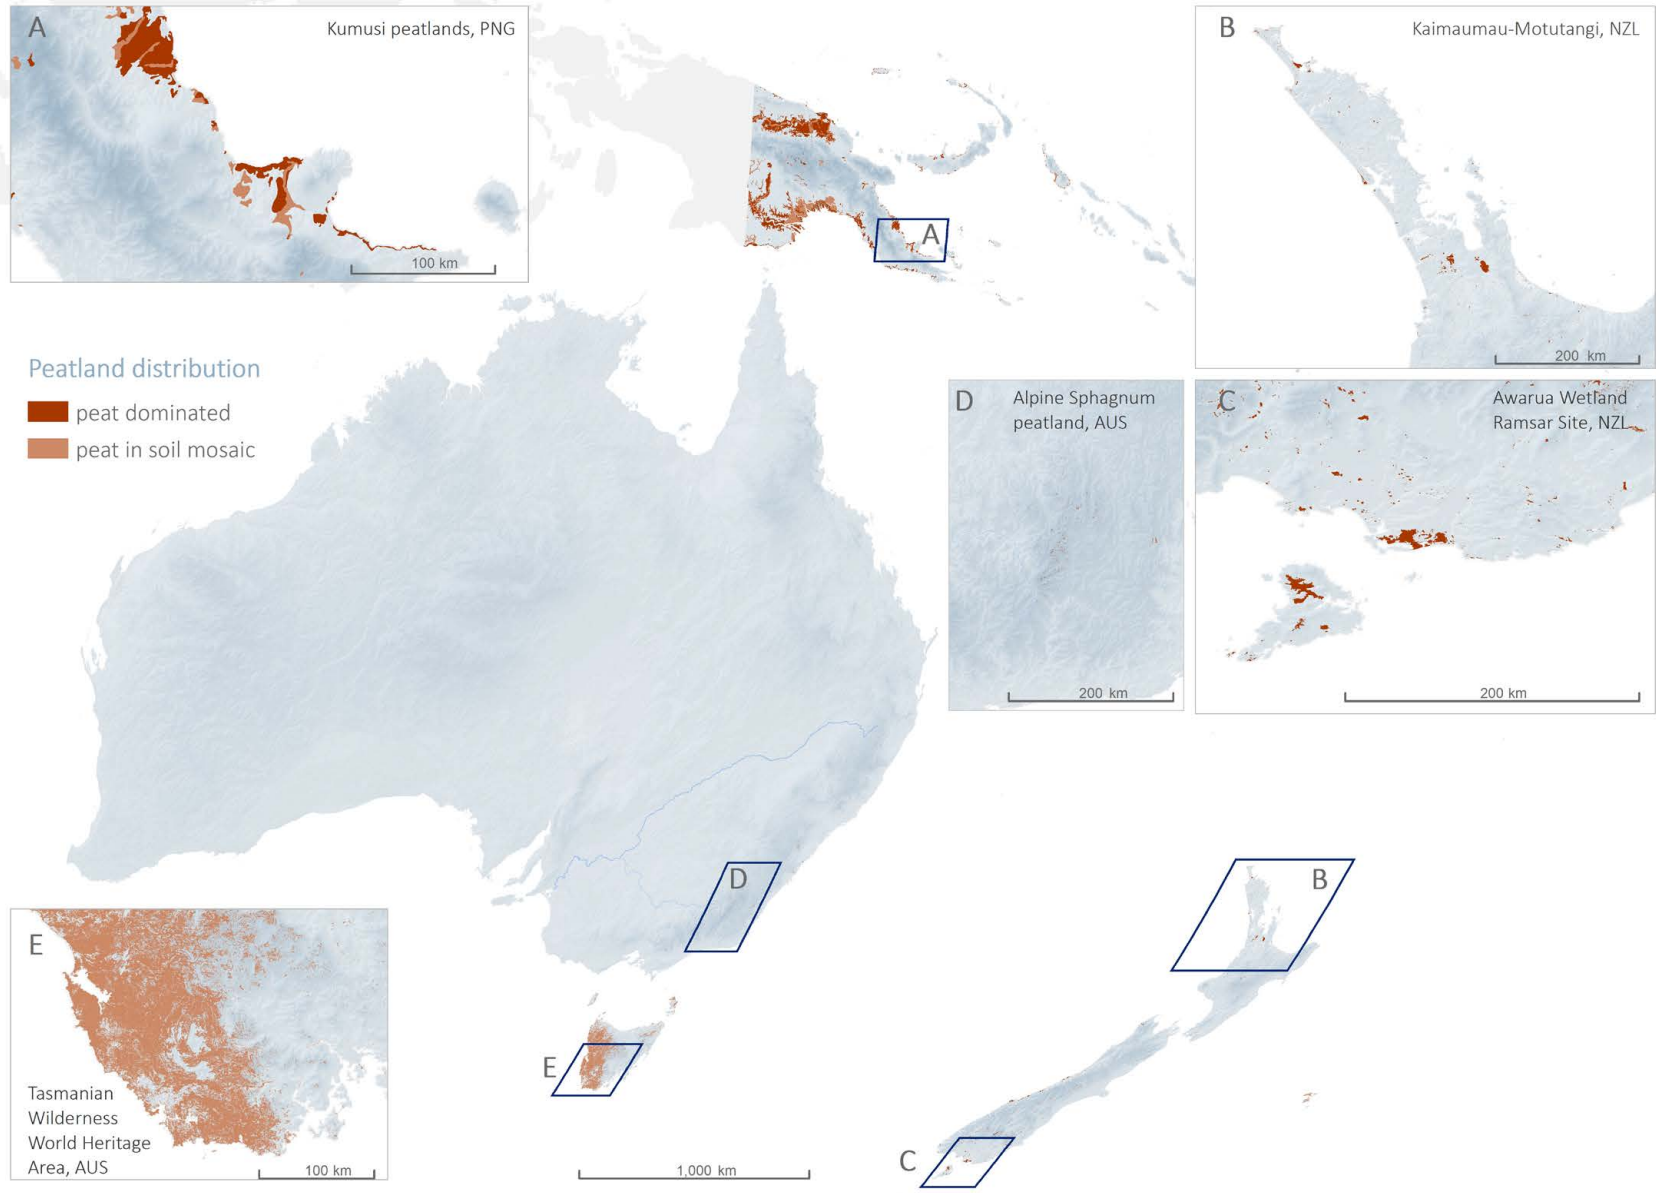 A
Kumusi peatlands, PNG
100 km
B
Kaimaumau-Motutangi, NZL
200 km
A
Peatland distribution
peat dominated
peat in soil mosaic
D
Alpine Sphagnum
peatland, AUS
200 km
C
Awarua Wetland
Ramsar Site, NZL
200 km
D
B
E
Tasmanian
Wilderness
World Heritage
Area, AUS
100 km
E
C
1,000 km